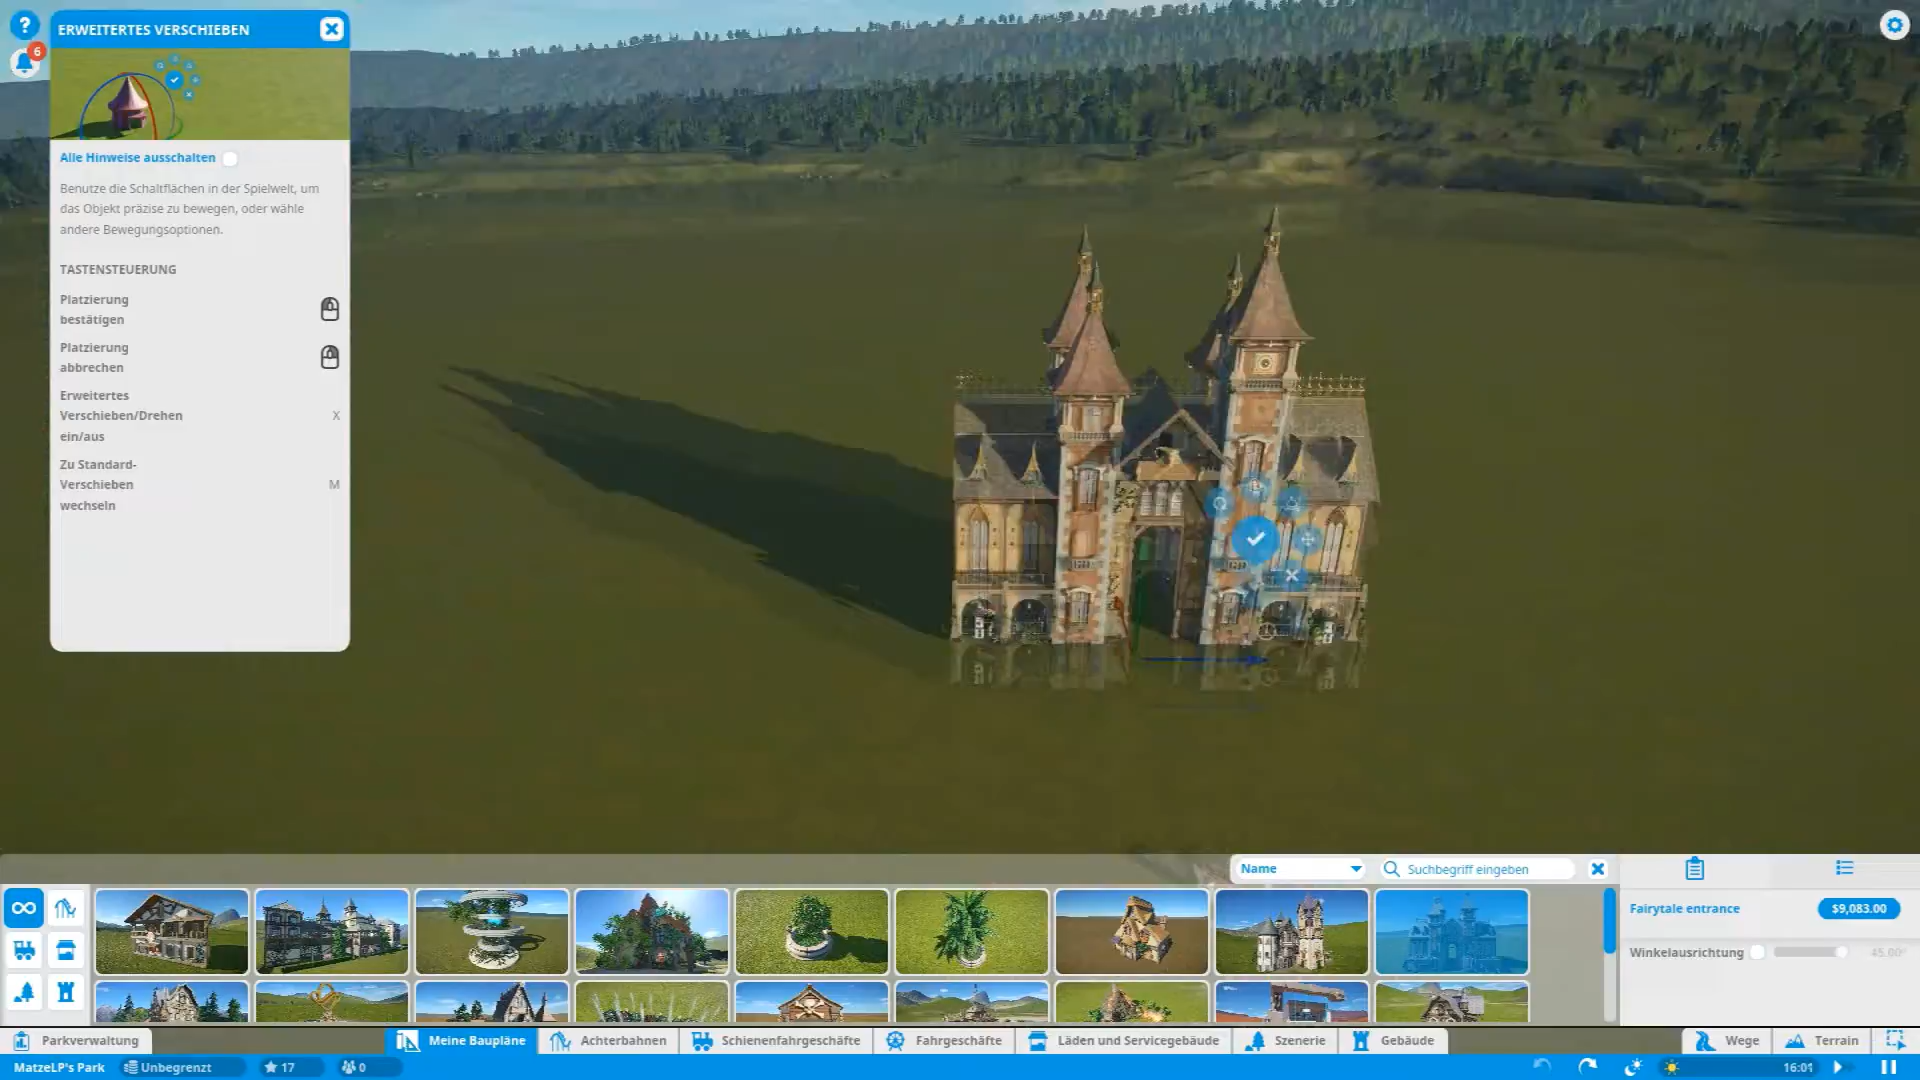 ?
6
ERWEITERTES VERSCHIEBEN
Alle Hinweise ausschalten
Benutze die Schaltflächen in der Spielwelt, um
das Objekt präzise zu bewegen, oder wähle
andere Bewegungsoptionen.
TASTENSTEUERUNG
Platzierung
bestätigen
Platzierung
abbrechen
Erweitertes
Verschieben/Drehen
ein/aus
X
Zu Standard-
Verschieben
wechseln
M
Name
Suchbegriff eingeben
Fairytale entrance
$9,083.00
Winkelausrichtung
45.00°
Parkverwaltung
Meine Baupläne
Achterbahnen
Schienenfahrgeschäfte
Fahrgeschäfte
Läden und Servicegebäude
Szenerie
Gebäude
Wege
Terrain
MatzeLP's Park
Unbegrenzt
17
0
16:01